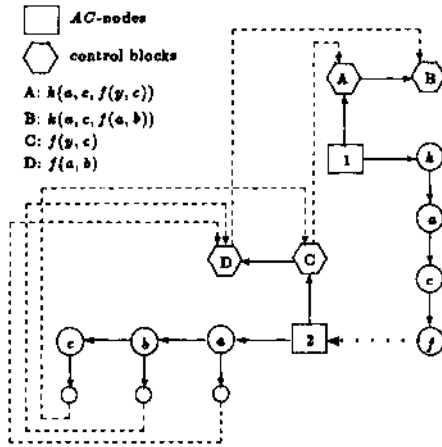 AC-nodes
control blocks
A: h(a, c, f(y, c))
B: h(a, c, f(a, b))
C: f(y, c)
D: f(a, b)
A B
1 h
a
c
D C
c b a 2 f